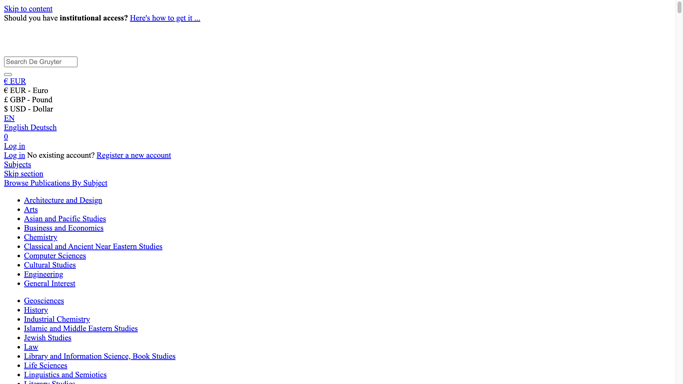 Skip to content
Should you have institutional access? Here's how to get it ...
Search De Gruyter
€ EUR
€ EUR - Euro
£ GBP - Pound
$ USD - Dollar
EN
English Deutsch
0
Log in
Log in No existing account? Register a new account
Subjects
Skip section
Browse Publications By Subject
Architecture and Design
Arts
Asian and Pacific Studies
Business and Economics
Chemistry
Classical and Ancient Near Eastern Studies
Computer Sciences
Cultural Studies
Engineering
General Interest
Geosciences
History
Industrial Chemistry
Islamic and Middle Eastern Studies
Jewish Studies
Law
Library and Information Science, Book Studies
Life Sciences
Linguistics and Semiotics
Literary Studies